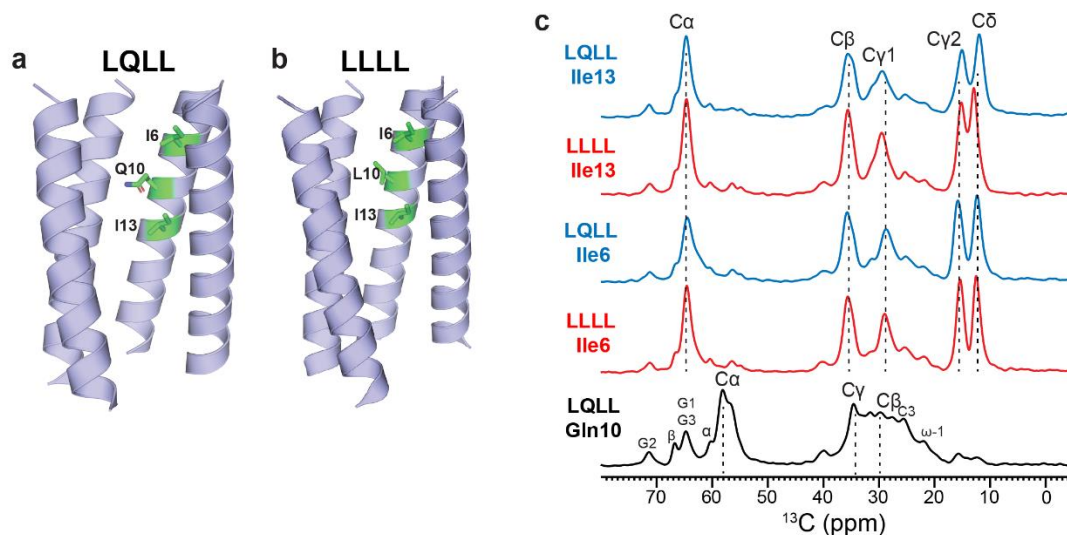 a
LQLL
I6
Q10
I13
b
LLLL
I6
L10
I13
c
Cα
Cβ
Cγ1
Cγ2
Cδ
LQLL
Ile13
LLLL
Ile13
LQLL
Ile6
LLLL
Ile6
LQLL
Gln10
G2
β
G1
G3
α
Cα
Cγ
Cβ
C3
ω-1
70 60 50 40 30 20 10 0
¹³C (ppm)